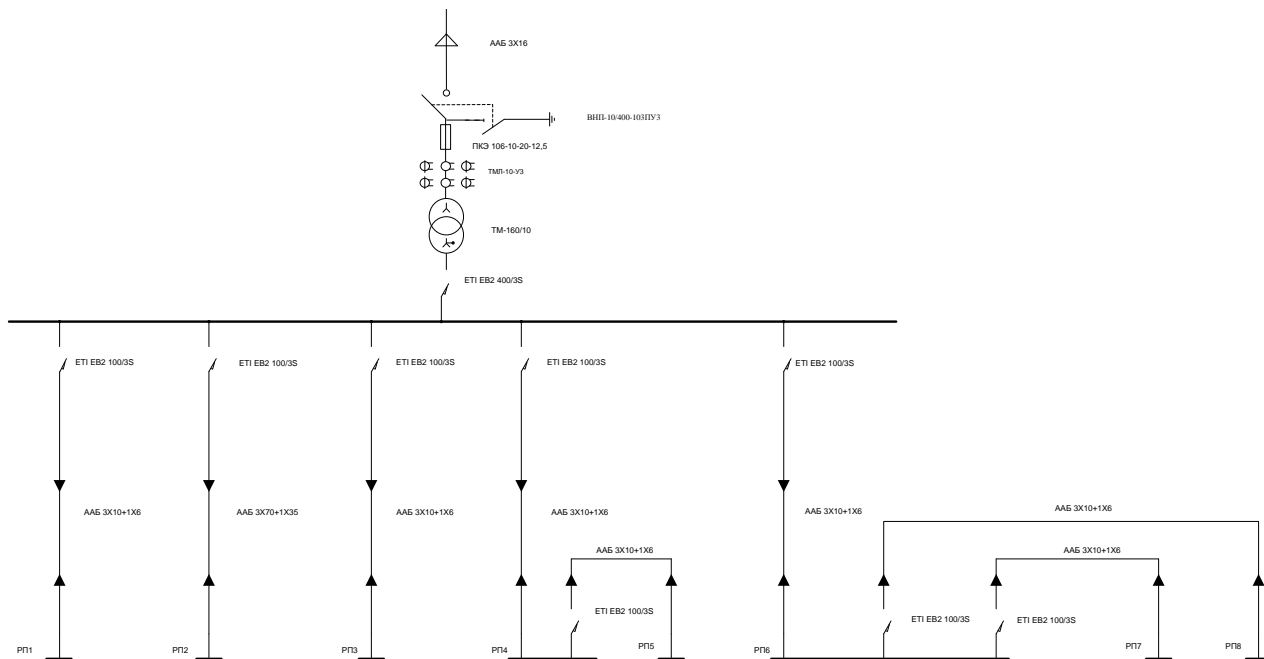 ААБ 3Х16
ВНП-10/400-103ПУ3
ПКЭ 106-10-20-12,5
ТМЛ-10-У3
ТМ-160/10
ETI EB2 400/3S
ETI EB2 100/3S
ETI EB2 100/3S
ETI EB2 100/3S
ETI EB2 100/3S
ETI EB2 100/3S
ААБ 3Х10+1Х6
ААБ 3Х70+1Х35
ААБ 3Х10+1Х6
ААБ 3Х10+1Х6
ААБ 3Х10+1Х6
ААБ 3Х10+1Х6
ААБ 3Х10+1Х6
ААБ 3Х10+1Х6
ETI EB2 100/3S
ETI EB2 100/3S
ETI EB2 100/3S
РП1
РП2
РП3
РП4
РП5
РП6
РП7
РП8